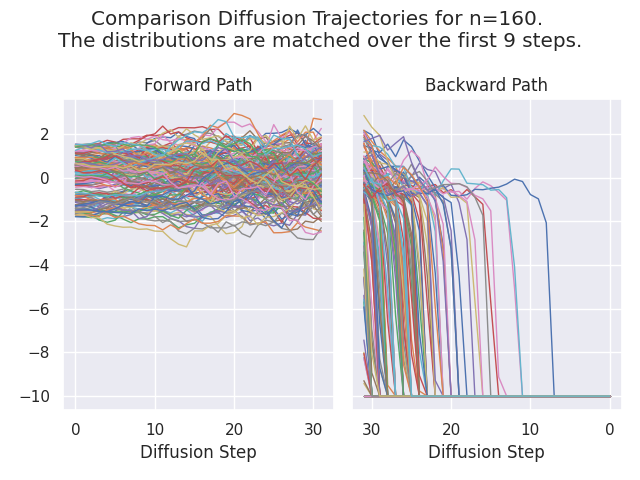 Comparison Diffusion Trajectories for n=160.
The distributions are matched over the first 9 steps.
Forward Path
Backward Path
2
0
−2
−4
−6
−8
−10
0 10 20 30
30 20 10 0
Diffusion Step
Diffusion Step